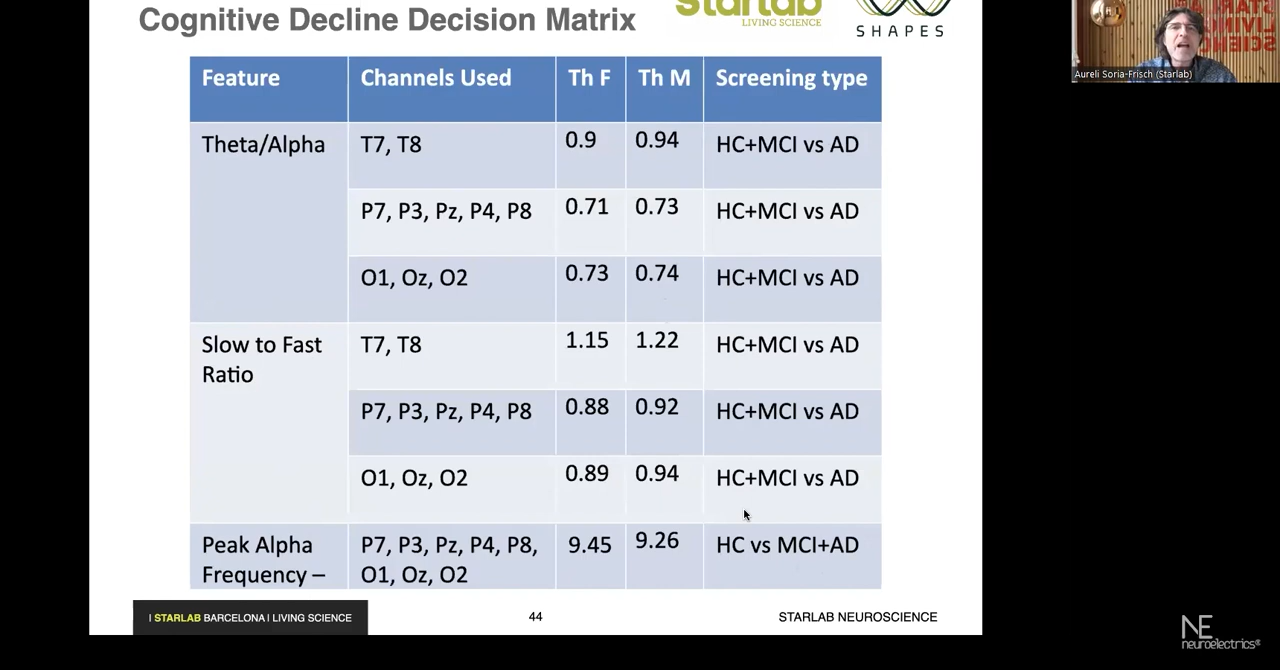 Cognitive Decline Decision Matrix
Starlab
LIVING SCIENCE
SHAPES
Aureli Soria-Frisch (Starlab)
Feature Channels Used Th F Th M Screening type
Theta/Alpha T7, T8 0.9 0.94 HC+MCI vs AD
P7, P3, Pz, P4, P8 0.71 0.73 HC+MCI vs AD
O1, Oz, O2 0.73 0.74 HC+MCI vs AD
Slow to Fast
Ratio
T7, T8 1.15 1.22 HC+MCI vs AD
P7, P3, Pz, P4, P8 0.88 0.92 HC+MCI vs AD
O1, Oz, O2 0.89 0.94 HC+MCI vs AD
Peak Alpha
Frequency –
P7, P3, Pz, P4, P8,
O1, Oz, O2
9.45 9.26 HC vs MCI+AD
| STARLAB BARCELONA | LIVING SCIENCE
44
STARLAB NEUROSCIENCE
NE
neuroelectrics®